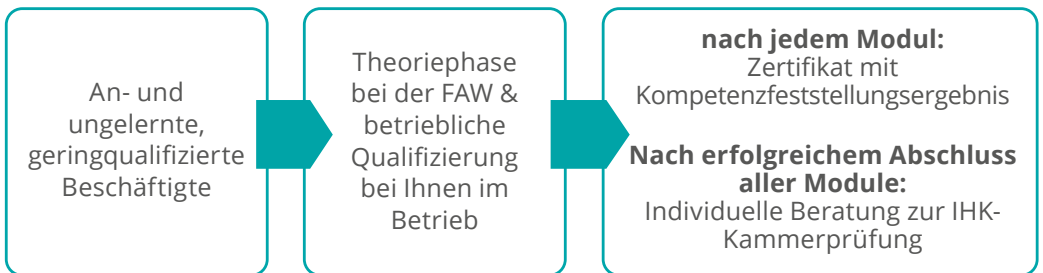 An- und
ungelernte,
geringqualifizierte
Beschäftigte
Theoriephase
bei der FAW &
betriebliche
Qualifizierung
bei Ihnen im
Betrieb
nach jedem Modul:
Zertifikat mit
Kompetenzfeststellungsergebnis
Nach erfolgreichem Abschluss
aller Module:
Individuelle Beratung zur IHK-
Kammerprüfung